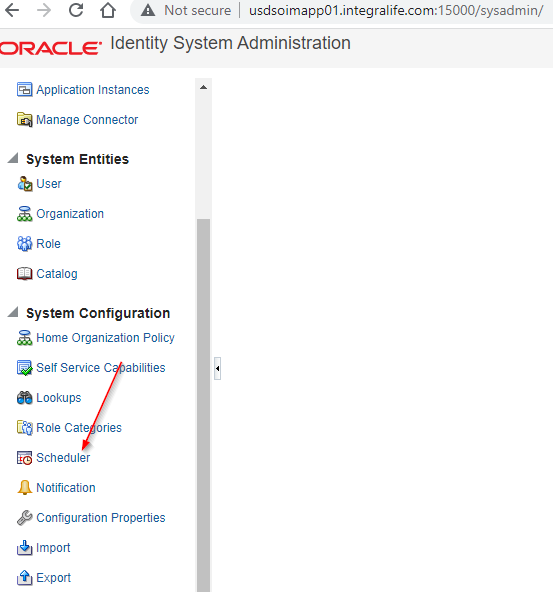 Not secure | usdsoimapp01.integralife.com:15000/sysadmin/
ORACLE® Identity System Administration
Application Instances
Manage Connector
System Entities
User
Organization
Role
Catalog
System Configuration
Home Organization Policy
Self Service Capabilities
Lookups
Role Categories
Scheduler
Notification
Configuration Properties
Import
Export